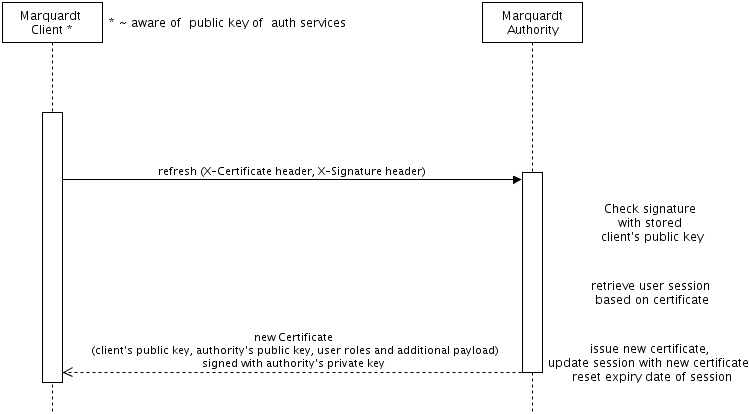 Marquardt
Client *
* ~ aware of public key of auth services
Marquardt
Authority
refresh (X-Certificate header, X-Signature header)
Check signature
with stored
client's public key
retrieve user session
based on certificate
new Certificate
(client's public key, authority's public key, user roles and additional payload)
signed with authority's private key
issue new certificate,
update session with new certificate
reset expiry date of session